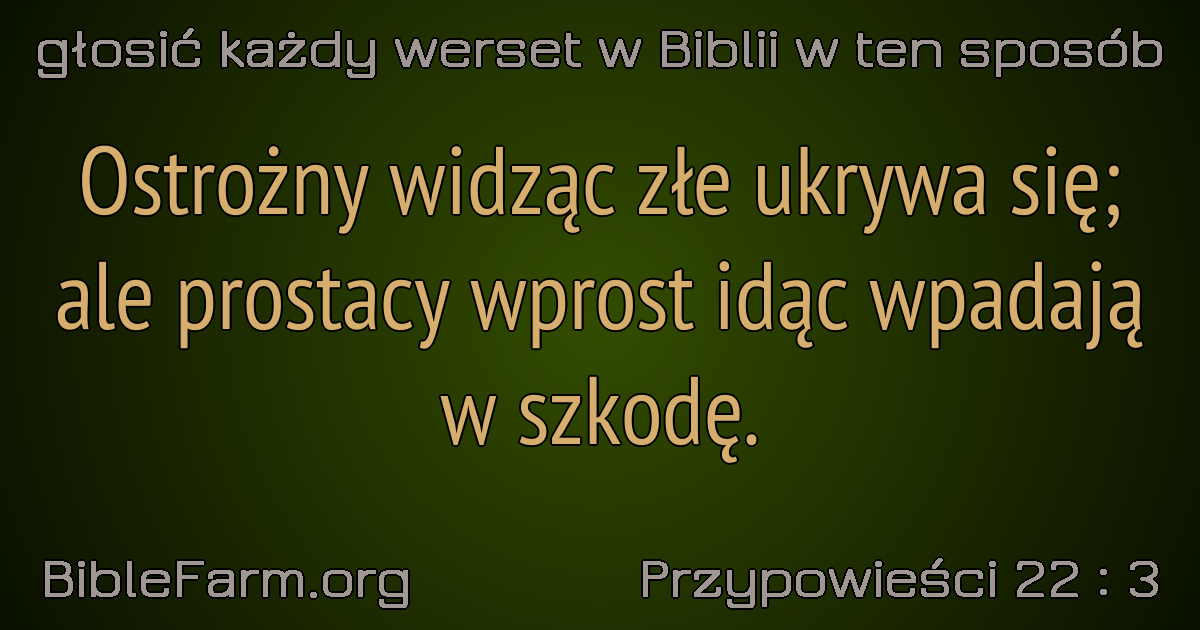 głosić każdy werset w Biblii w ten sposób
Ostrożny widząc złe ukrywa się;
ale prostacy wprost idąc wpadają
w szkodę.
BibleFarm.org
Przypowieści 22 : 3